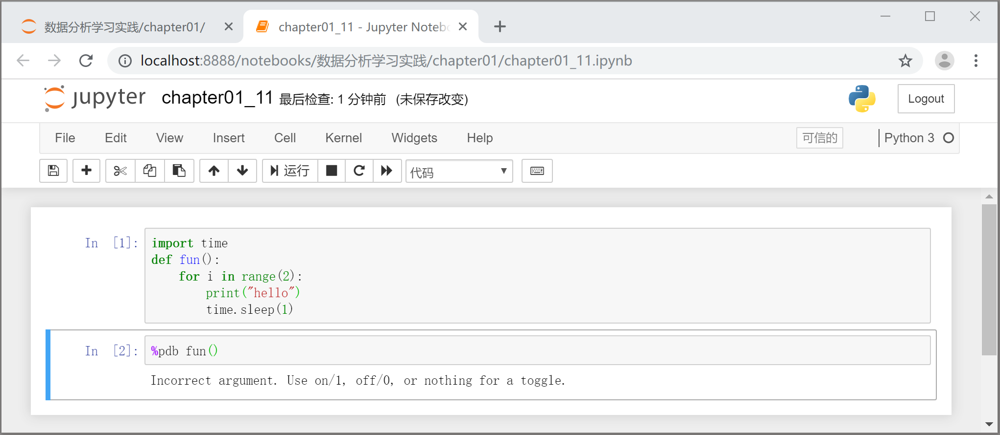 数据分析学习实践/chapter01/
chapter01_11 - Jupyter Notebo
localhost:8888/notebooks/数据分析学习实践/chapter01/chapter01_11.ipynb
jupyter chapter01_11 最后检查: 1 分钟前 (未保存改变)
Logout
File Edit View Insert Cell Kernel Widgets Help 可信的 Python 3
运行 代码
In [1]: import time
def fun():
for i in range(2):
print("hello")
time.sleep(1)
In [2]: %pdb fun()
Incorrect argument. Use on/1, off/0, or nothing for a toggle.